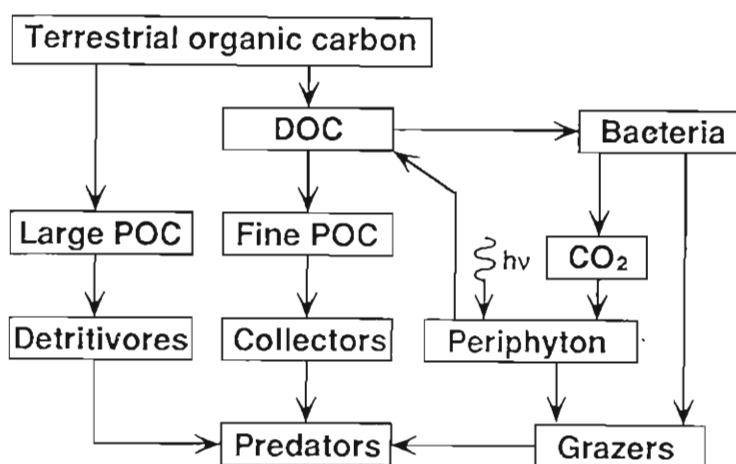 Terrestrial organic carbon
DOC
Bacteria
Large POC
Fine POC
hν
CO₂
Detritivores
Collectors
Periphyton
Predators
Grazers